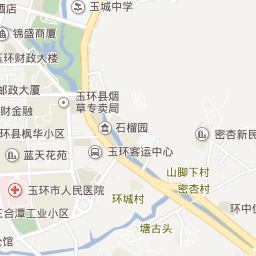 玉城中学
酒店
锦盛商厦
玉环财政大楼
邮政大厦
玉环县烟
草专卖局
财金融
石榴园
环县枫华小区
玉环客运中心
密杏新民
蓝天花苑
山脚下村
密杏村
玉环市人民医院
环城村
环中
三合潭工业小区
塘古头
公馆